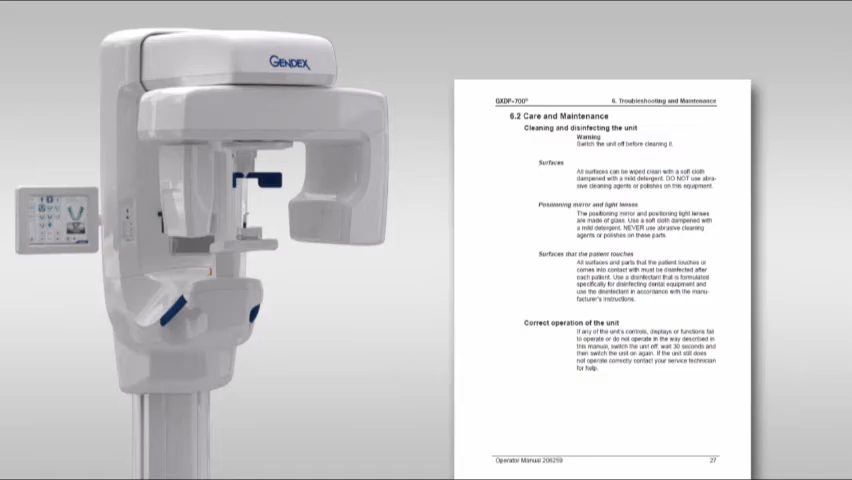 GENDEX
GXDP-700® 6. Troubleshooting and Maintenance
6.2 Care and Maintenance
Cleaning and disinfecting the unit
Warning
Switch the unit off before cleaning it.
Surfaces
All surfaces can be wiped clean with a soft cloth
dampened with a mild detergent. DO NOT use abra-
sive cleaning agents or polishes on this equipment.
Positioning mirror and light lenses
The positioning mirror and positioning light lenses
are made of glass. Use a soft cloth dampened with
a mild detergent. NEVER use abrasive cleaning
agents or polishes on these parts.
Surfaces that the patient touches
All surfaces and parts that the patient touches or
comes into contact with must be disinfected after
each patient. Use a disinfectant that is formulated
specifically for disinfecting dental equipment and
use the disinfectant in accordance with the manu-
facturer's instructions.
Correct operation of the unit
If any of the unit's controls, displays or functions fail
to operate or do not operate in the way described in
this manual, switch the unit off, wait 30 seconds and
then switch the unit on again. If the unit still does
not operate correctly contact your service technician
for help.
Operator Manual 206259 27